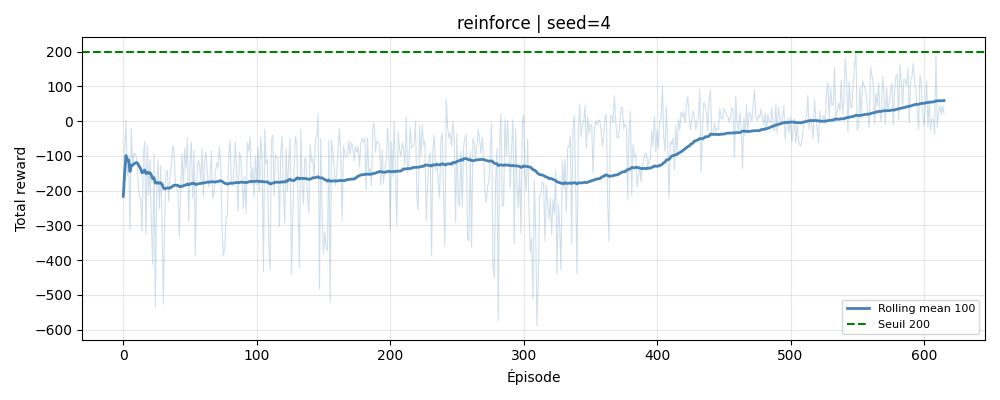 reinforce | seed=4
Total reward
200
100
0
−100
−200
−300
−400
−500
−600
0 100 200 300 400 500 600
Épisode
Rolling mean 100
Seuil 200